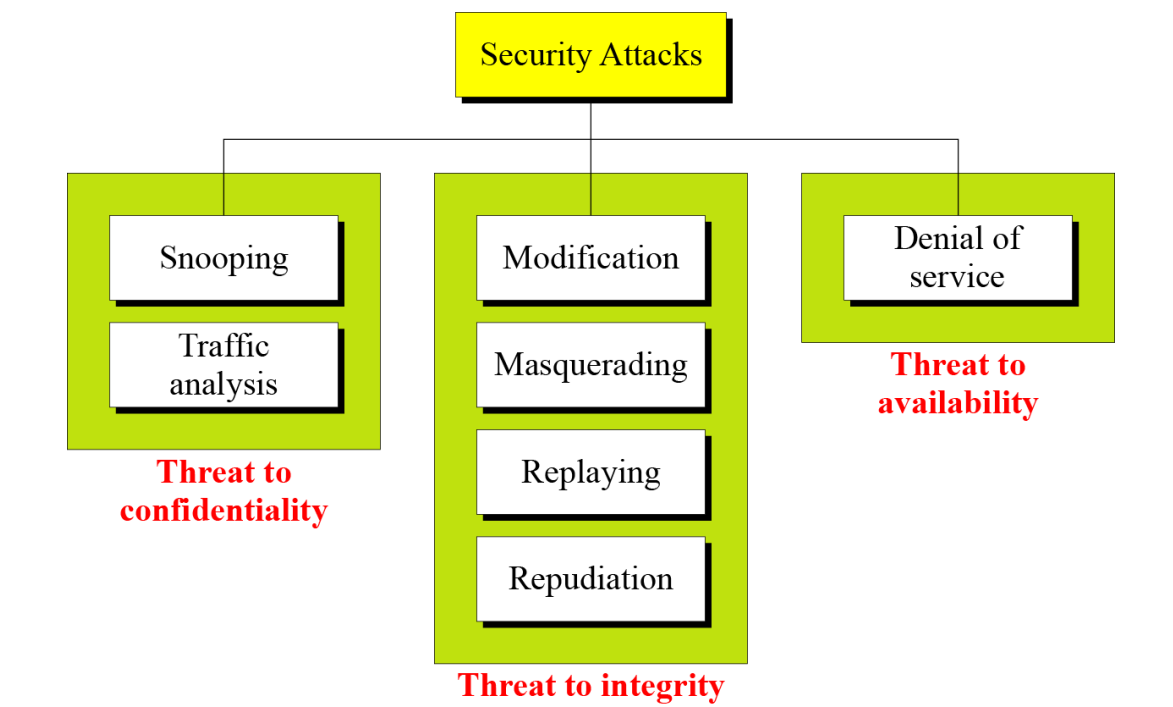 Security Attacks
Snooping
Traffic
analysis
Threat to
confidentiality
Modification
Masquerading
Replaying
Repudiation
Threat to integrity
Denial of
service
Threat to
availability